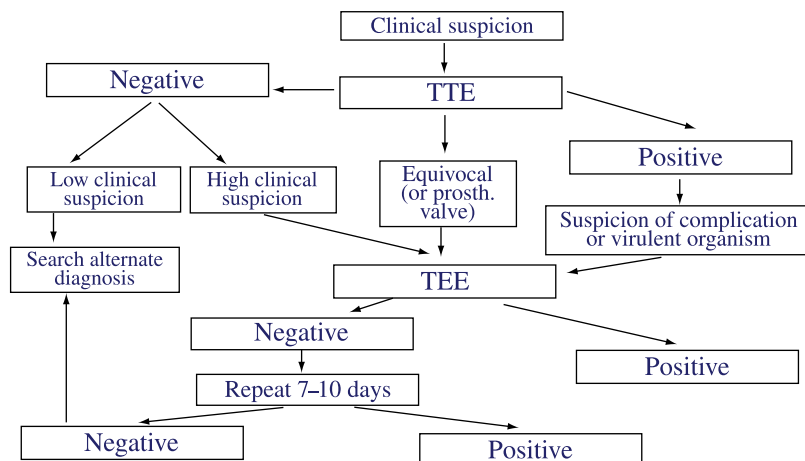 Clinical suspicion
Negative
TTE
Positive
Low clinical
suspicion
High clinical
suspicion
Equivocal
(or prosth.
valve)
Suspicion of complication
or virulent organism
Search alternate
diagnosis
TEE
Negative
Positive
Repeat 7–10 days
Negative
Positive